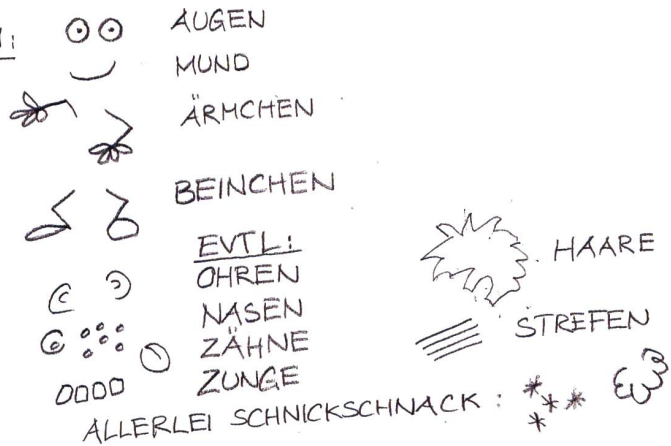 AUGEN
MUND
ÄRMCHEN
BEINCHEN
EVTL:
OHREN
NASEN
ZÄHNE
ZUNGE
HAARE
STREFEN
ALLERLEI SCHNICKSCHNACK: